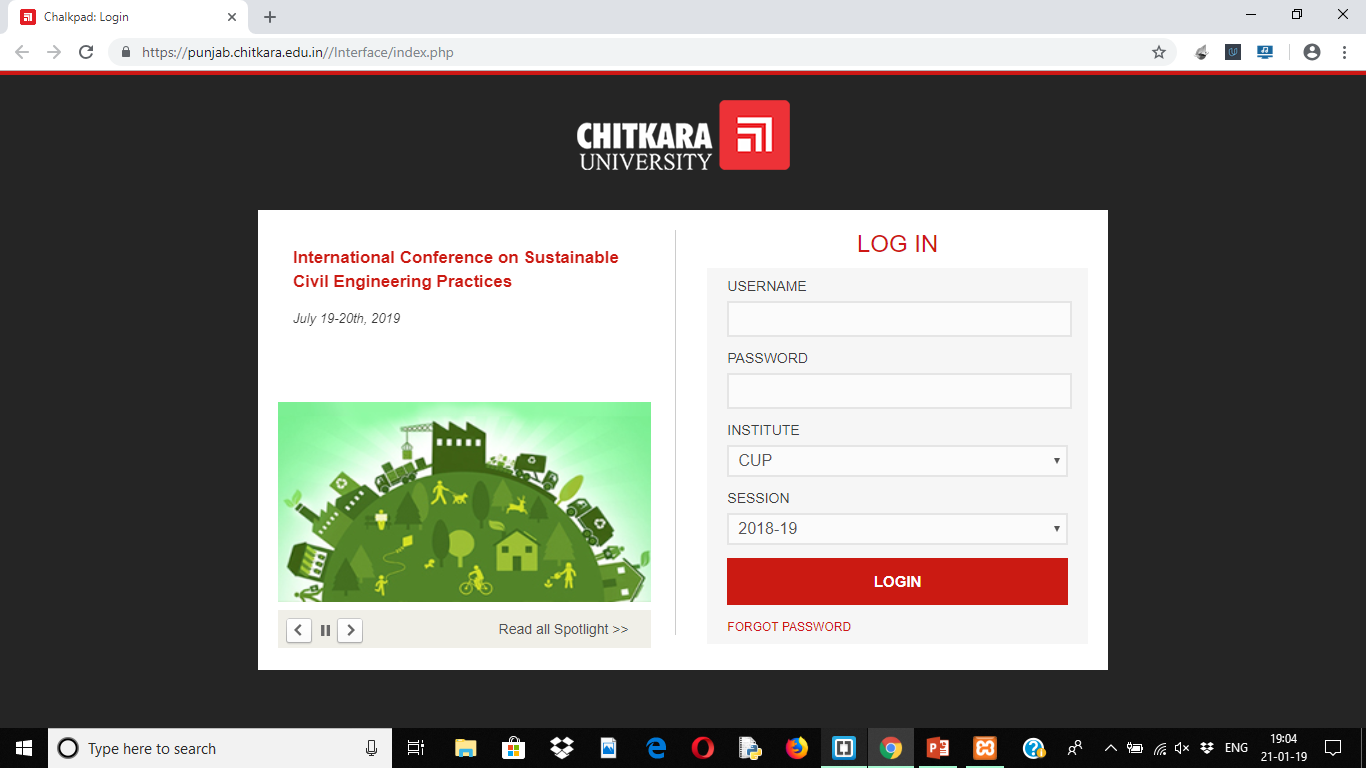 Chalkpad: Login
https://punjab.chitkara.edu.in//Interface/index.php
CHITKARA
UNIVERSITY
International Conference on Sustainable
Civil Engineering Practices
July 19-20th, 2019
Read all Spotlight >>
LOG IN
USERNAME
PASSWORD
INSTITUTE
CUP
SESSION
2018-19
LOGIN
FORGOT PASSWORD
Type here to search
ENG
19:04
21-01-19